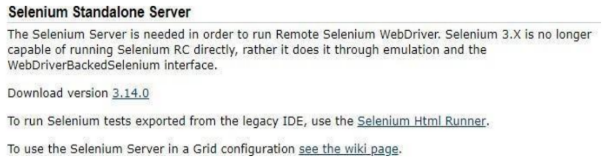 Selenium Standalone Server
The Selenium Server is needed in order to run Remote Selenium WebDriver. Selenium 3.X is no longer
capable of running Selenium RC directly, rather it does it through emulation and the
WebDriverBackedSelenium interface.
Download version 3.14.0
To run Selenium tests exported from the legacy IDE, use the Selenium Html Runner.
To use the Selenium Server in a Grid configuration see the wiki page.